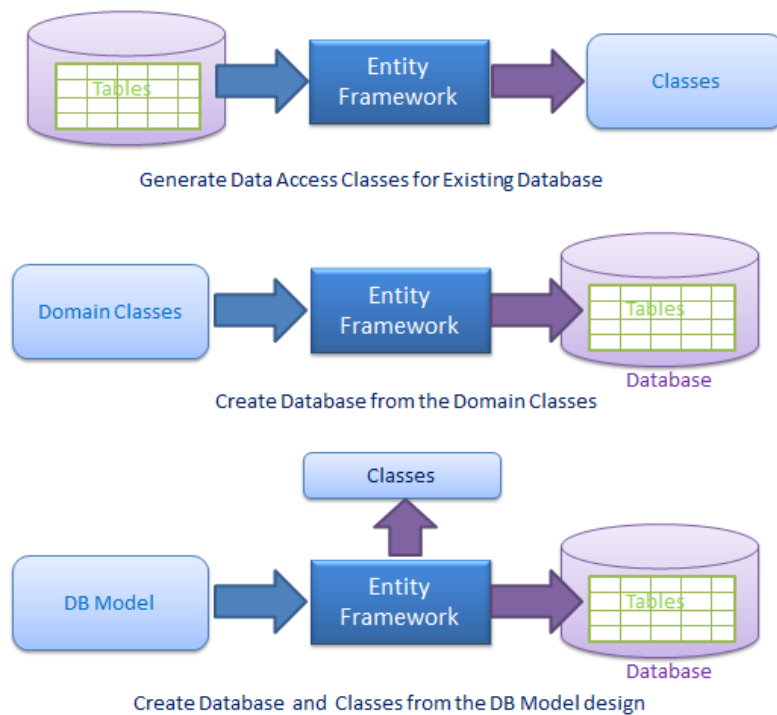 Tables
Entity
Framework
Classes
Generate Data Access Classes for Existing Database
Domain Classes
Entity
Framework
Tables
Database
Create Database from the Domain Classes
Classes
DB Model
Entity
Framework
Tables
Database
Create Database and Classes from the DB Model design